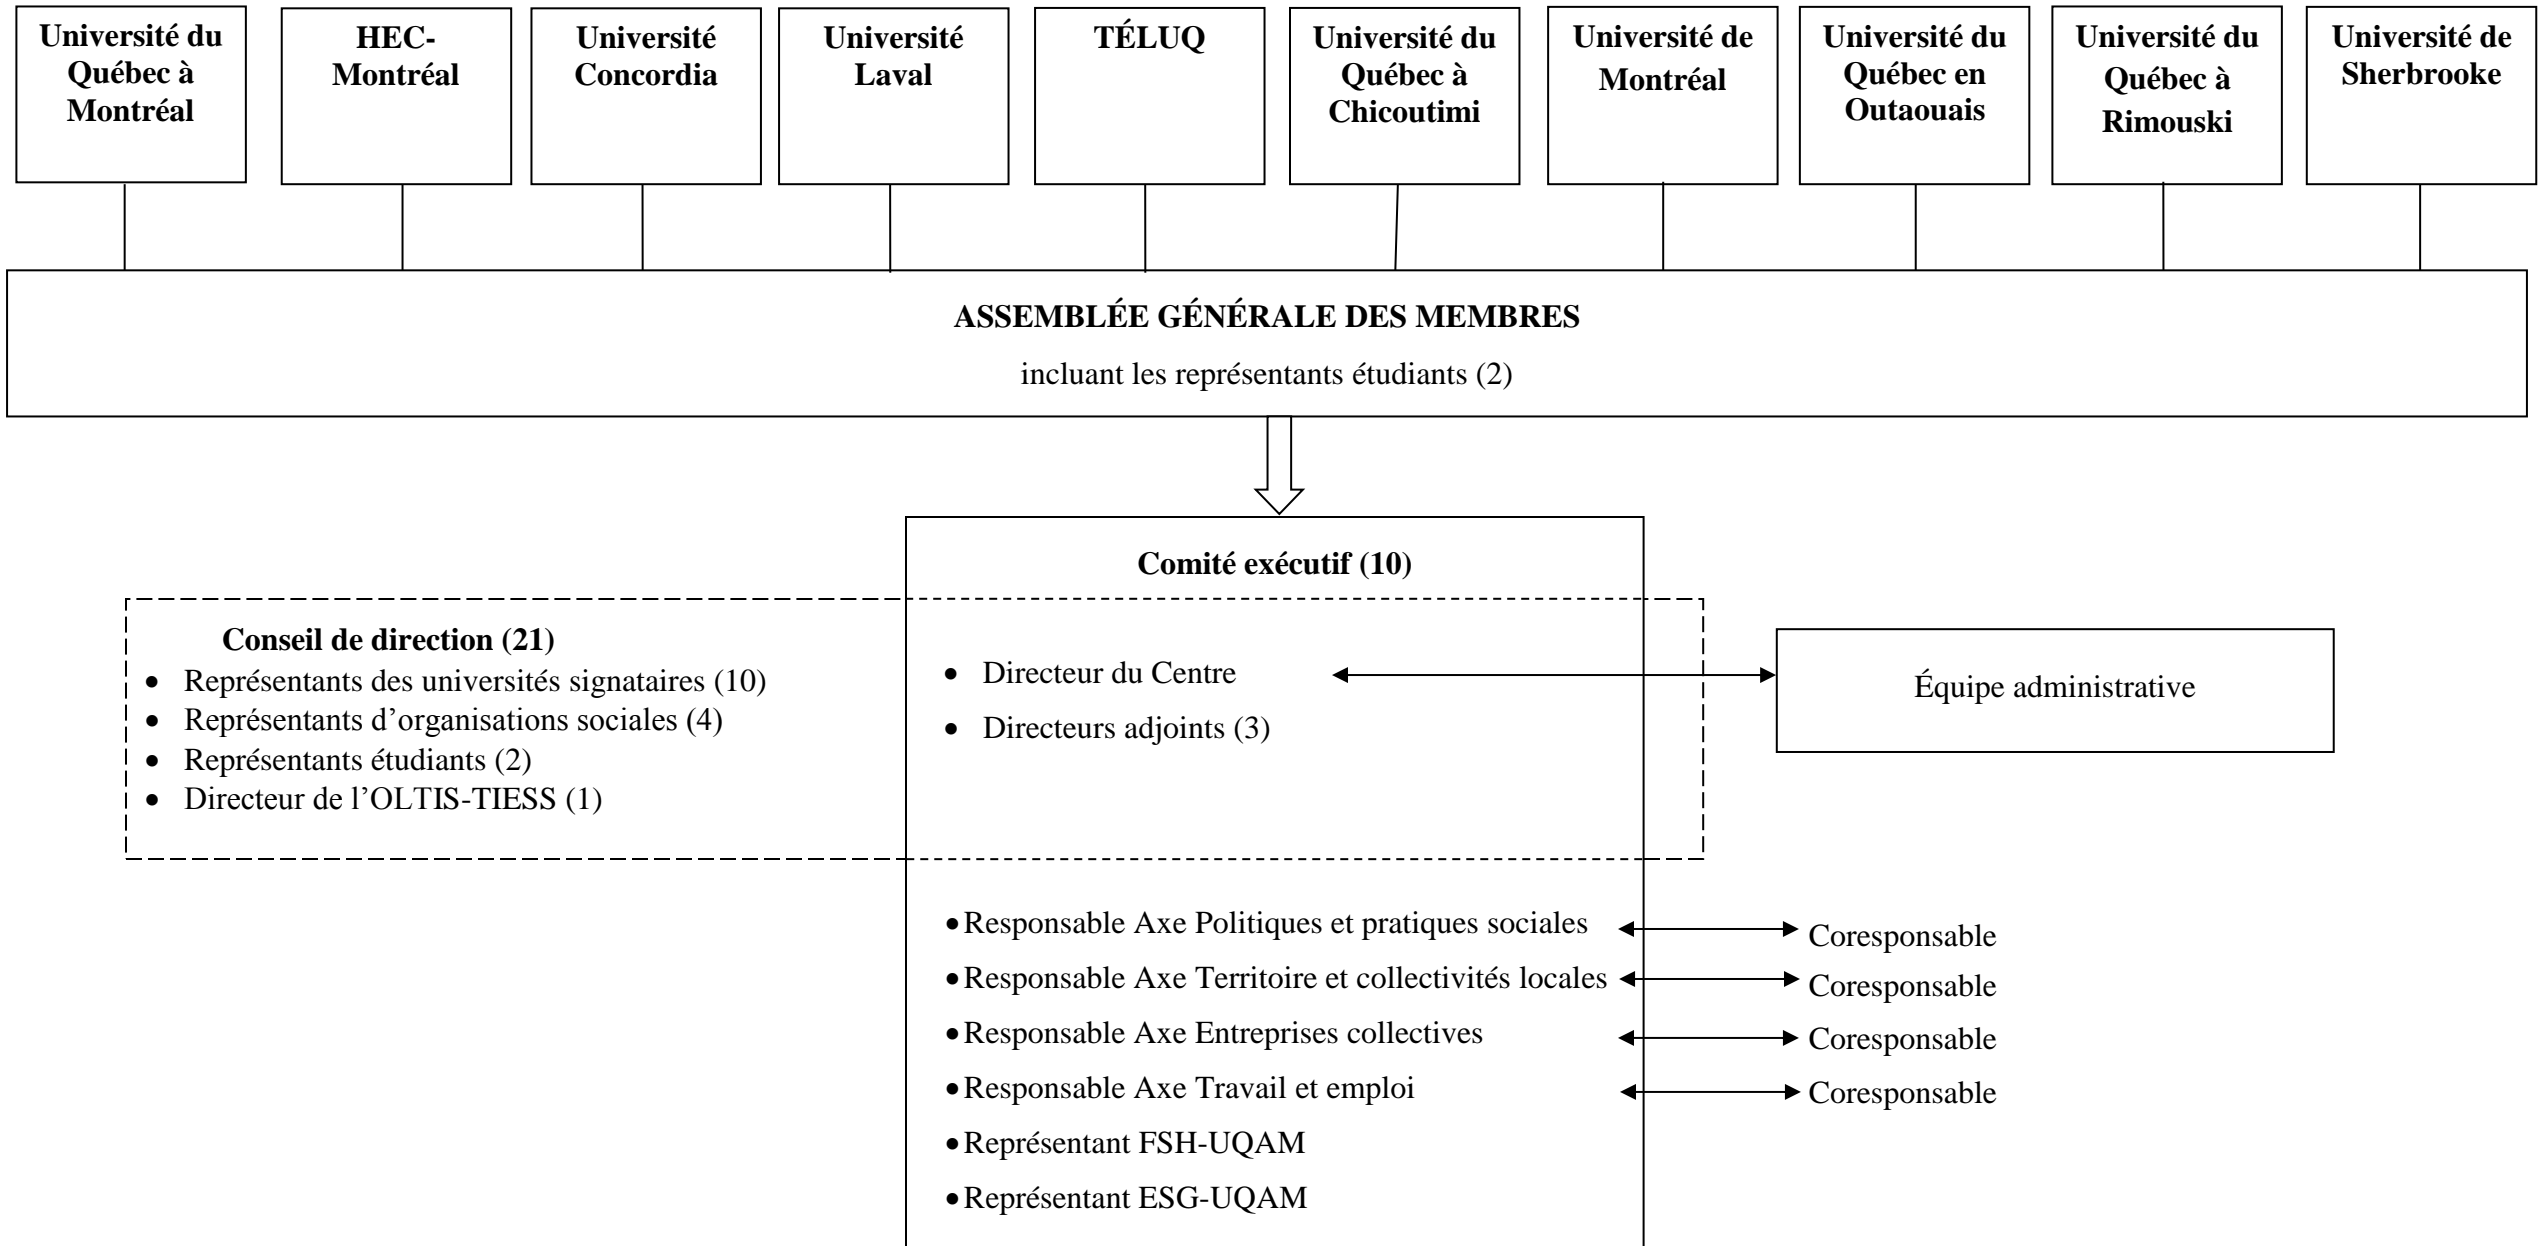 Université du
Québec à
Montréal
HEC-
Montréal
Université
Concordia
Université
Laval
TÉLUQ
Université du
Québec à
Chicoutimi
Université de
Montréal
Université du
Québec en
Outaouais
Université du
Québec à
Rimouski
Université de
Sherbrooke
ASSEMBLÉE GÉNÉRALE DES MEMBRES
incluant les représentants étudiants (2)
Comité exécutif (10)
Conseil de direction (21)
• Représentants des universités signataires (10)
• Représentants d’organisations sociales (4)
• Représentants étudiants (2)
• Directeur de l’OLTIS-TIESS (1)
• Directeur du Centre
• Directeurs adjoints (3)
Équipe administrative
• Responsable Axe Politiques et pratiques sociales
Coresponsable
• Responsable Axe Territoire et collectivités locales
Coresponsable
• Responsable Axe Entreprises collectives
Coresponsable
• Responsable Axe Travail et emploi
Coresponsable
• Représentant FSH-UQAM
• Représentant ESG-UQAM